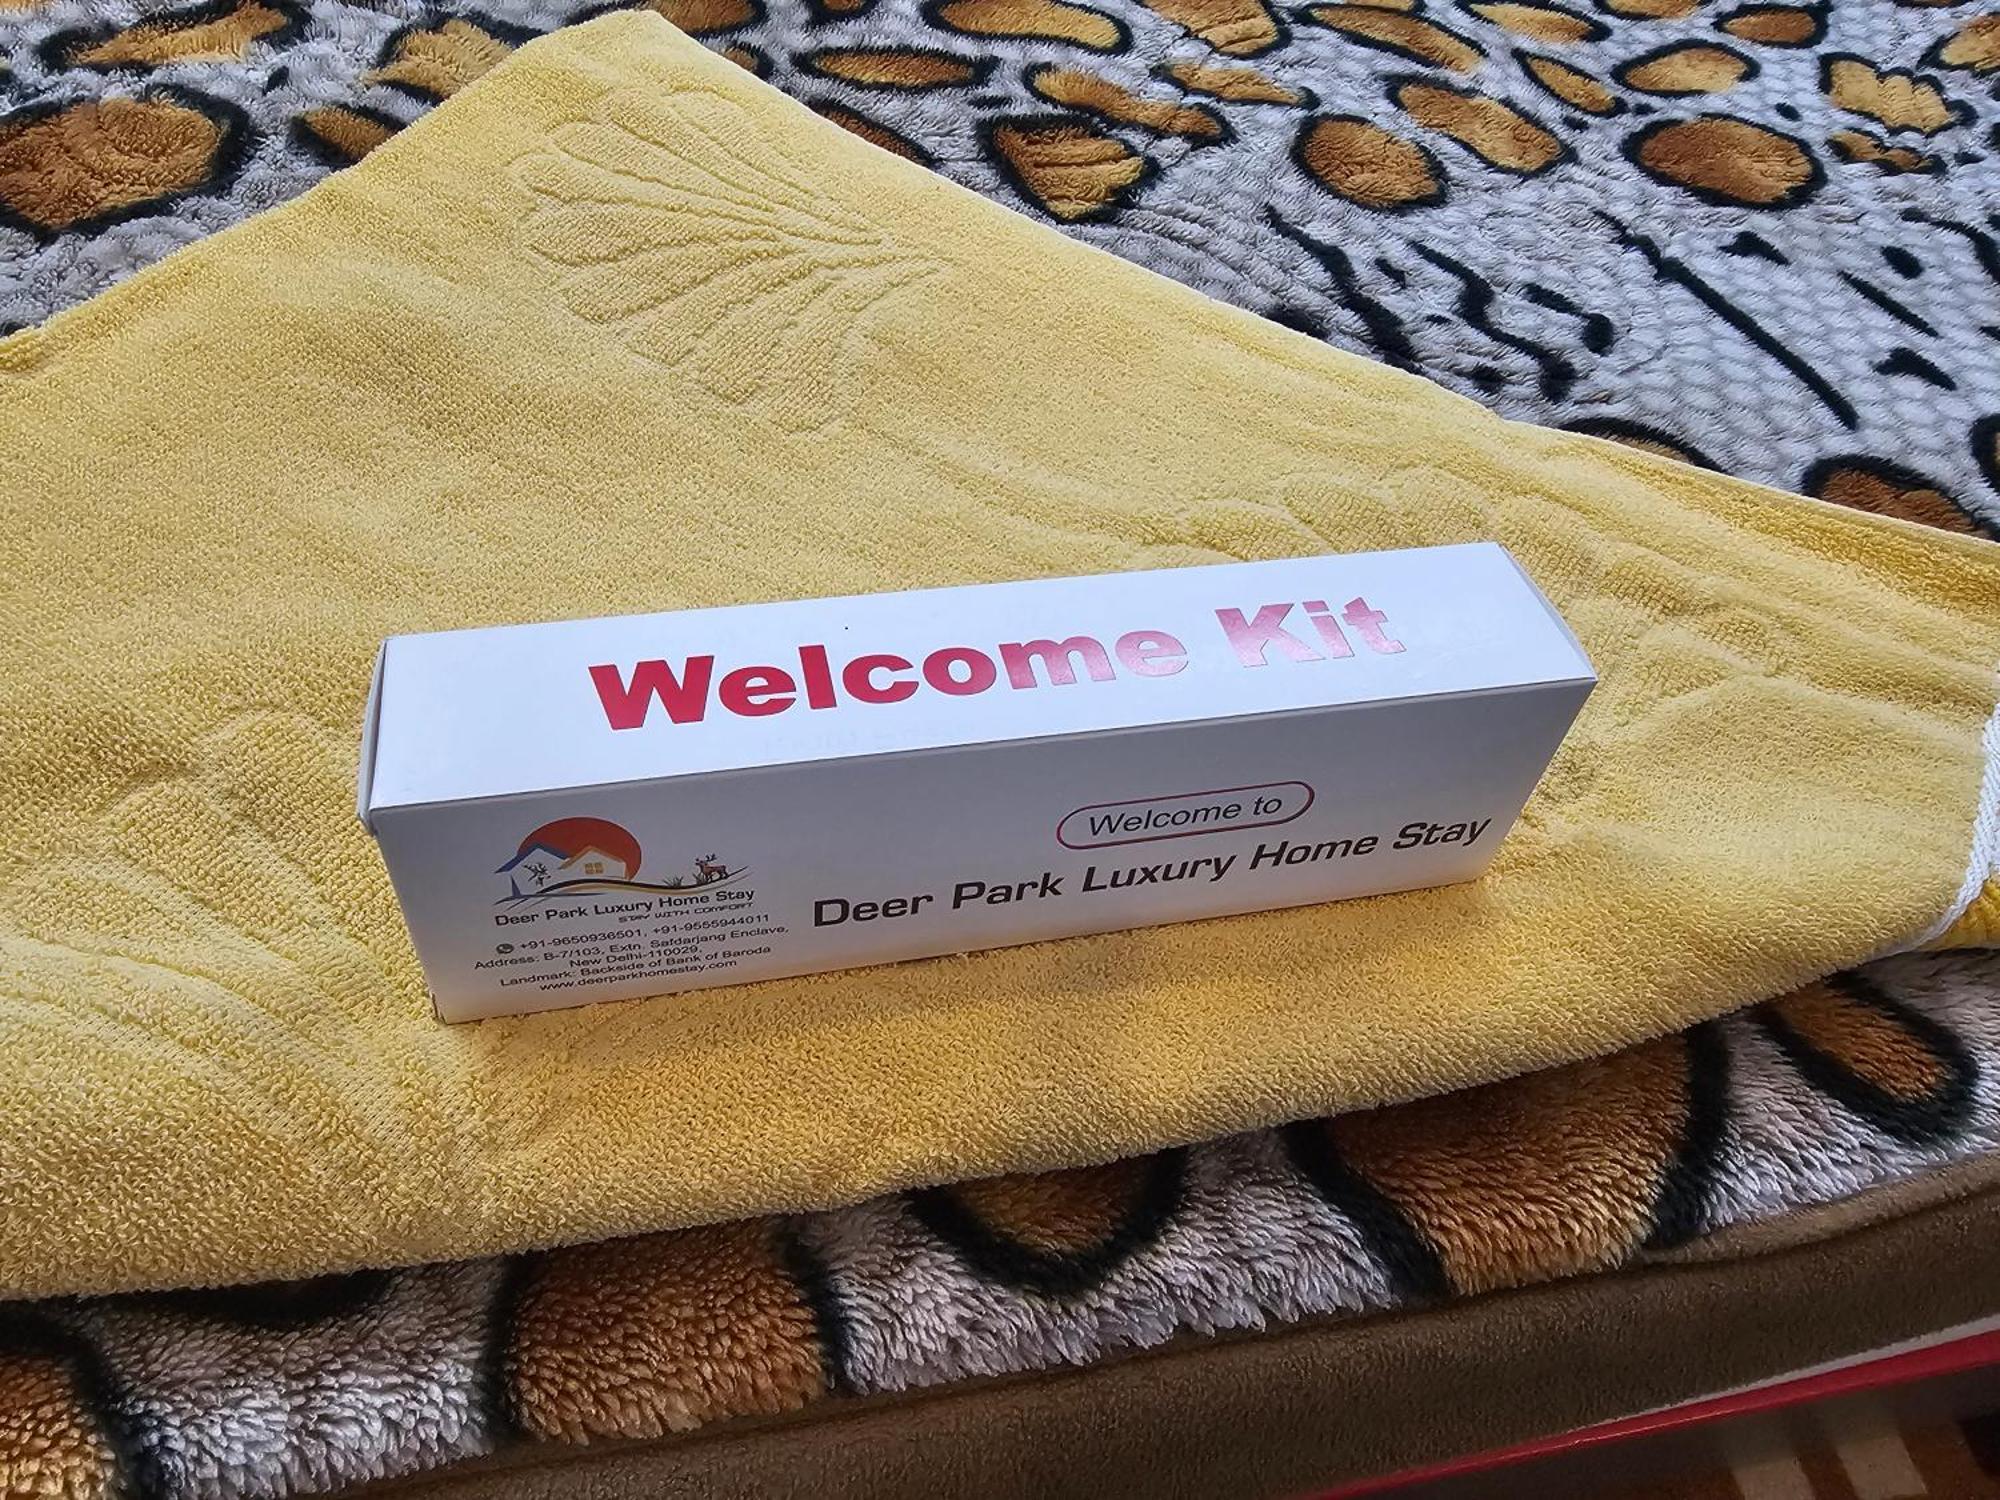 Welcome Kit
Welcome to
Deer Park Luxury Home Stay
Deer Park Luxury Home Stay
STAY WITH COMFORT
+91-9650936501, +91-9555944011
Address: B-7/103, Extn. Safdarjang Enclave,
New Delhi-110029,
Landmark: Backside of Bank of Baroda
www.deerparkhomestay.com